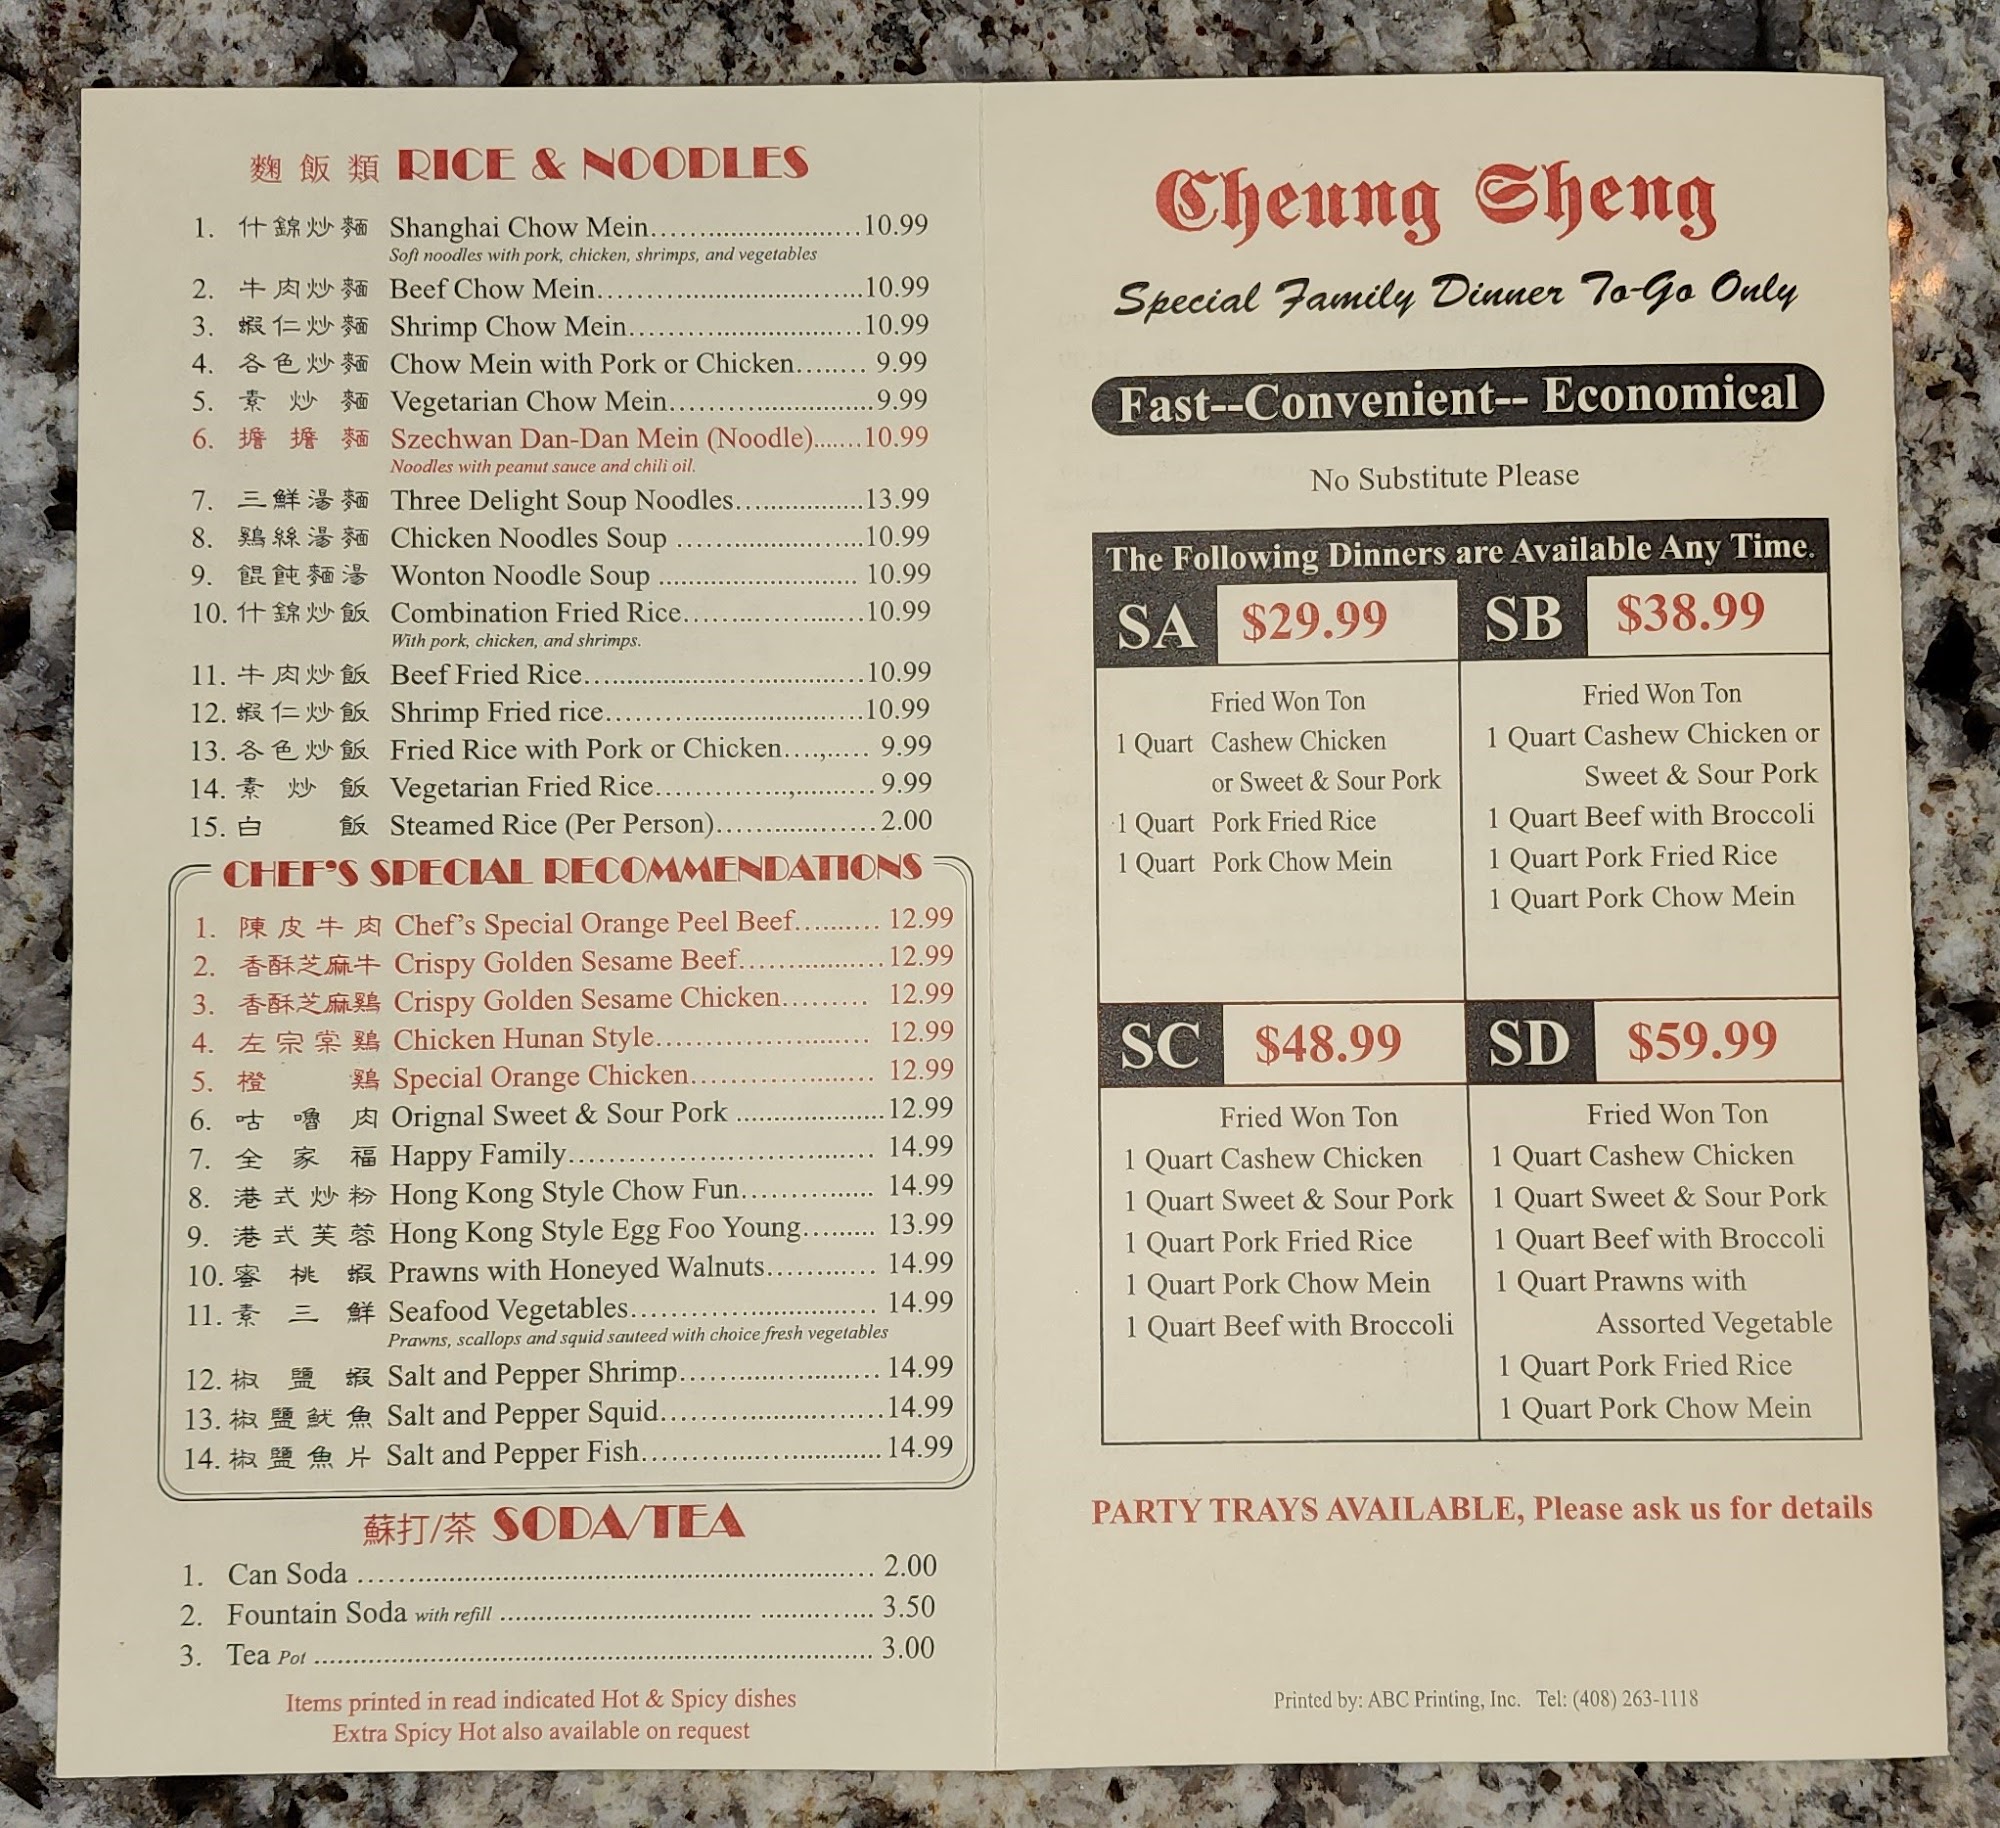 麵飯類 RICE & NOODLES
1. 什錦炒麵 Shanghai Chow Mein 10.99
Soft noodles with pork, chicken, shrimps, and vegetables
2. 牛肉炒麵 Beef Chow Mein 10.99
3. 蝦仁炒麵 Shrimp Chow Mein 10.99
4. 各色炒麵 Chow Mein with Pork or Chicken 9.99
5. 素炒麵 Vegetarian Chow Mein 9.99
6. 擔擔麵 Szechwan Dan-Dan Mein (Noodle) 10.99
Noodles with peanut sauce and chili oil.
7. 三鮮湯麵 Three Delight Soup Noodles 13.99
8. 鷄絲湯麵 Chicken Noodles Soup 10.99
9. 餛飩麵湯 Wonton Noodle Soup 10.99
10. 什錦炒飯 Combination Fried Rice 10.99
With pork, chicken, and shrimps.
11. 牛肉炒飯 Beef Fried Rice 10.99
12. 蝦仁炒飯 Shrimp Fried rice 10.99
13. 各色炒飯 Fried Rice with Pork or Chicken 9.99
14. 素炒飯 Vegetarian Fried Rice 9.99
15. 白飯 Steamed Rice (Per Person) 2.00
CHEF'S SPECIAL RECOMMENDATIONS
1. 陳皮牛肉 Chef's Special Orange Peel Beef 12.99
2. 香酥芝麻牛 Crispy Golden Sesame Beef 12.99
3. 香酥芝麻鷄 Crispy Golden Sesame Chicken 12.99
4. 左宗棠鷄 Chicken Hunan Style 12.99
5. 橙鷄 Special Orange Chicken 12.99
6. 咕嚕肉 Orignal Sweet & Sour Pork 12.99
7. 全家福 Happy Family 14.99
8. 港式炒粉 Hong Kong Style Chow Fun 14.99
9. 港式芙蓉 Hong Kong Style Egg Foo Young 13.99
10. 蜜桃蝦 Prawns with Honeyed Walnuts 14.99
11. 素三鮮 Seafood Vegetables 14.99
Prawns, scallops and squid sauteed with choice fresh vegetables
12. 椒鹽蝦 Salt and Pepper Shrimp 14.99
13. 椒鹽魷魚 Salt and Pepper Squid 14.99
14. 椒鹽魚片 Salt and Pepper Fish 14.99
蘇打/茶 SODA/TEA
1. Can Soda 2.00
2. Fountain Soda with refill 3.50
3. Tea Pot 3.00
Items printed in read indicated Hot & Spicy dishes
Extra Spicy Hot also available on request
Cheung Sheng
Special Family Dinner To-Go Only
Fast--Convenient-- Economical
No Substitute Please
The Following Dinners are Available Any Time.
SA $29.99
Fried Won Ton
1 Quart Cashew Chicken
or Sweet & Sour Pork
1 Quart Pork Fried Rice
1 Quart Pork Chow Mein
SB $38.99
Fried Won Ton
1 Quart Cashew Chicken or
Sweet & Sour Pork
1 Quart Beef with Broccoli
1 Quart Pork Fried Rice
1 Quart Pork Chow Mein
SC $48.99
Fried Won Ton
1 Quart Cashew Chicken
1 Quart Sweet & Sour Pork
1 Quart Pork Fried Rice
1 Quart Pork Chow Mein
1 Quart Beef with Broccoli
SD $59.99
Fried Won Ton
1 Quart Cashew Chicken
1 Quart Sweet & Sour Pork
1 Quart Beef with Broccoli
1 Quart Prawns with
Assorted Vegetable
1 Quart Pork Fried Rice
1 Quart Pork Chow Mein
PARTY TRAYS AVAILABLE, Please ask us for details
Printed by: ABC Printing, Inc. Tel: (408) 263-1118